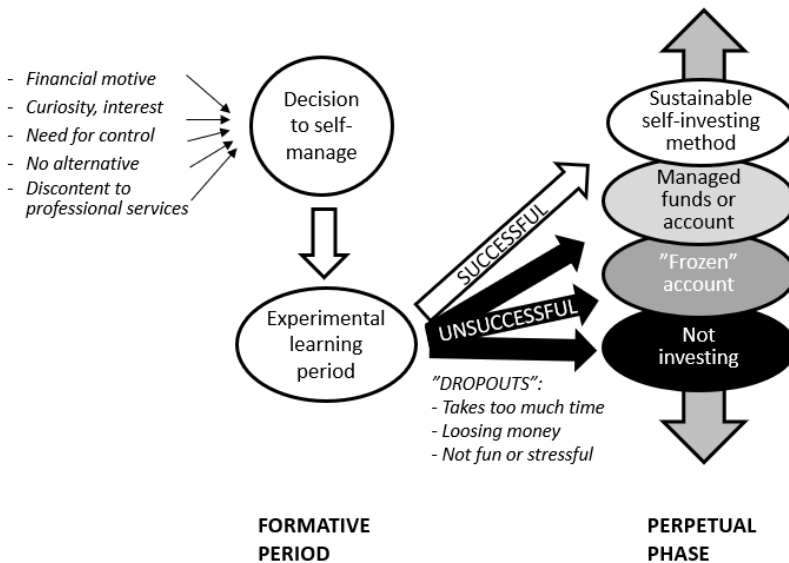 - Financial motive
- Curiosity, interest
- Need for control
- No alternative
- Discontent to
professional services
Decision
to self-
manage
Experimental
learning
period
SUCCESSFUL
UNSUCCESSFUL
”DROPOUTS”:
- Takes too much time
- Loosing money
- Not fun or stressful
Sustainable
self-investing
method
Managed
funds or
account
”Frozen”
account
Not
investing
FORMATIVE
PERIOD
PERPETUAL
PHASE